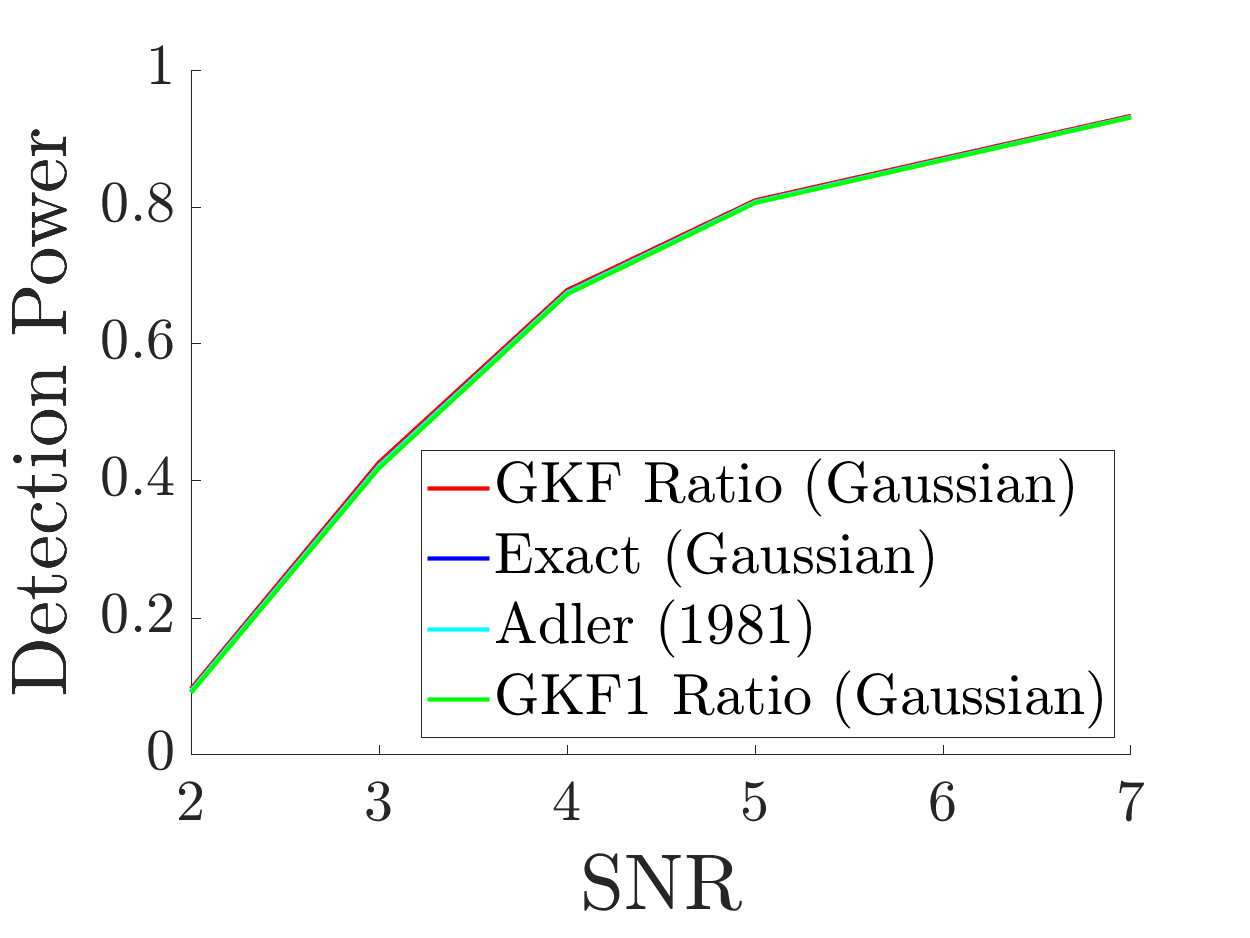 1
0.8
0.6
0.4
0.2
0
Detection Power
GKF Ratio (Gaussian)
Exact (Gaussian)
Adler (1981)
GKF1 Ratio (Gaussian)
2 3 4 5 6 7
SNR